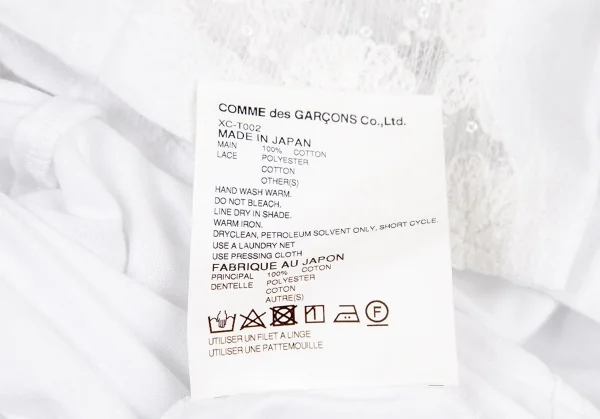 COMME des GARÇONS Co.,Ltd.
XC-T002
MADE IN JAPAN
MAIN 100% COTTON
LACE POLYESTER
COTTON
OTHER(S)
HAND WASH WARM.
DO NOT BLEACH.
LINE DRY IN SHADE.
WARM IRON.
DRYCLEAN, PETROLEUM SOLVENT ONLY, SHORT CYCLE.
USE A LAUNDRY NET
USE PRESSING CLOTH
FABRIQUE AU JAPON
PRINCIPAL 100% COTON
DENTELLE POLYESTER
COTON
AUTRE(S)
F
UTILISER UN FILET A LINGE
UTILISER UNE PATTEMOUILLE